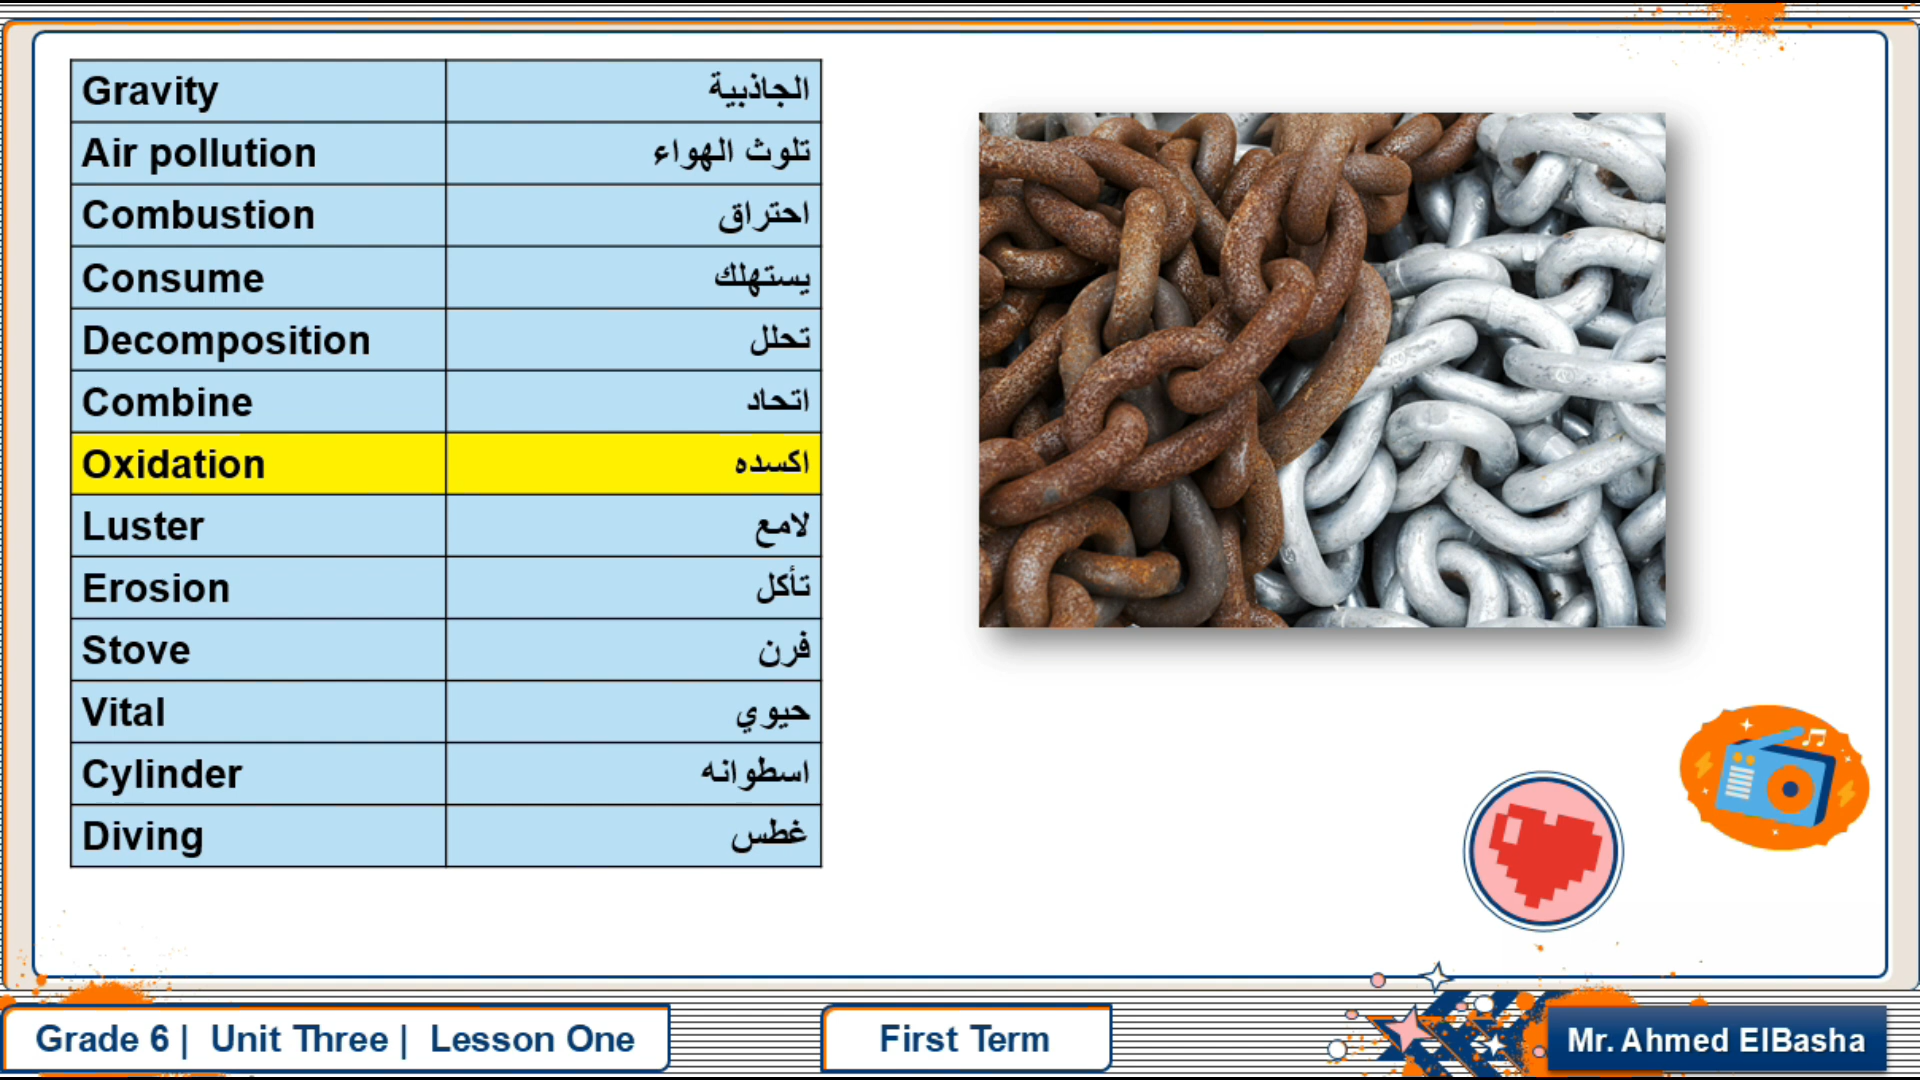 Gravity الجاذبية
Air pollution تلوث الهواء
Combustion احتراق
Consume يستهلك
Decomposition تحلل
Combine اتحاد
Oxidation اكسده
Luster لامع
Erosion تأكل
Stove فرن
Vital حيوي
Cylinder اسطوانه
Diving غطس
Grade 6 | Unit Three | Lesson One
First Term
Mr. Ahmed ElBasha